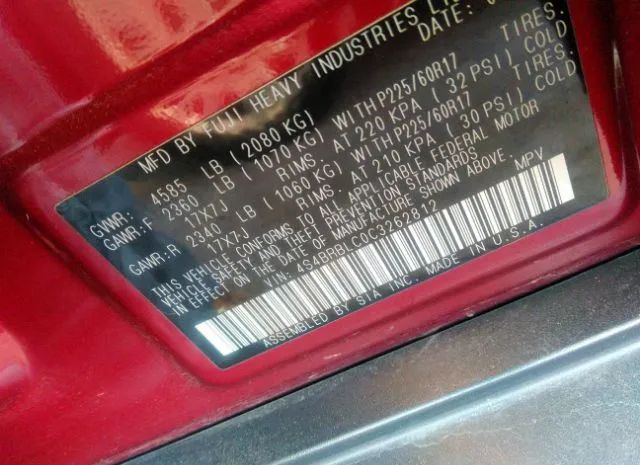 MFD BY FUJI HEAVY INDUSTRIES
DATE:
GVWR: 4585 LB ( 2080 KG)
GAWR:F 2360 LB ( 1070 KG) WITH P225/60R17 TIRES,
17X7-J RIMS, AT 220 KPA ( 32 PSI) COLD
GAWR:R 2340 LB ( 1060 KG) WITH P225/60R17 TIRES,
17X7-J RIMS, AT 210 KPA ( 30 PSI) COLD
THIS VEHICLE CONFORMS TO ALL APPLICABLE FEDERAL MOTOR
VEHICLE SAFETY AND THEFT PREVENTION STANDARDS
IN EFFECT ON THE DATE OF MANUFACTURE SHOWN ABOVE.
VIN: 4S4BRBLC0C3262812 MPV
ASSEMBLED BY SIA INC. MADE IN U.S.A.